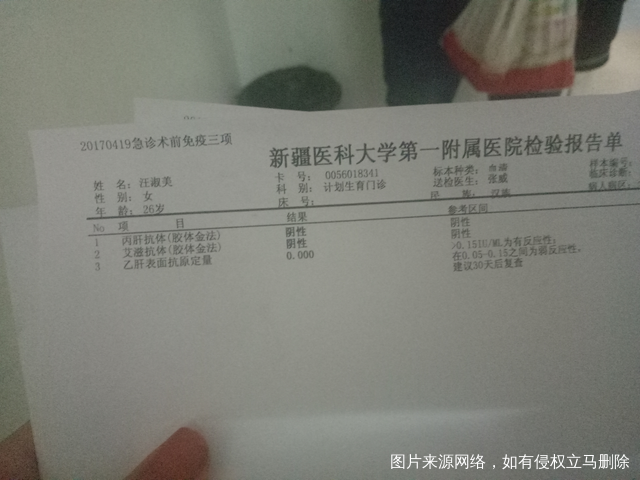 20170419急诊术前免疫三项
新疆医科大学第一附属医院检验报告单
姓 名：汪淑美 卡 号：0056018341 标本种类：血清 样本编号：
性 别：女 科 别：计划生育门诊 送检医生：张威 临床诊断：
年 龄：26岁 床 号： 民 族：汉族 病人病区：
No 项 目 结果 参考区间
1 丙肝抗体(胶体金法) 阴性 阴性
2 艾滋抗体(胶体金法) 阴性 阴性
3 乙肝表面抗原定量 0.000 >0.15IU/ML为有反应性；
在0.05-0.15之间为弱反应性，
建议30天后复查
图片来源网络，如有侵权立马删除